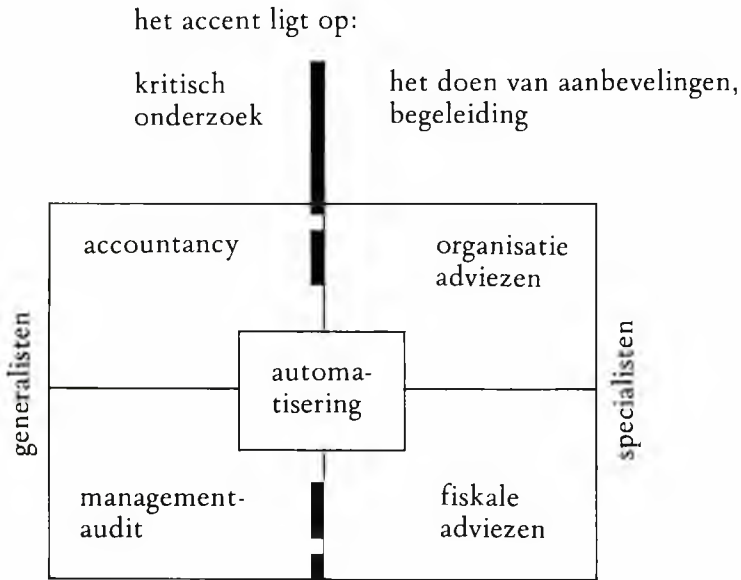 het accent ligt op:
kritisch
onderzoek
het doen van aanbevelingen,
begeleiding
accountancy
organisatie
adviezen
generalisten
automa-
tisering
specialisten
management-
audit
fiskale
adviezen